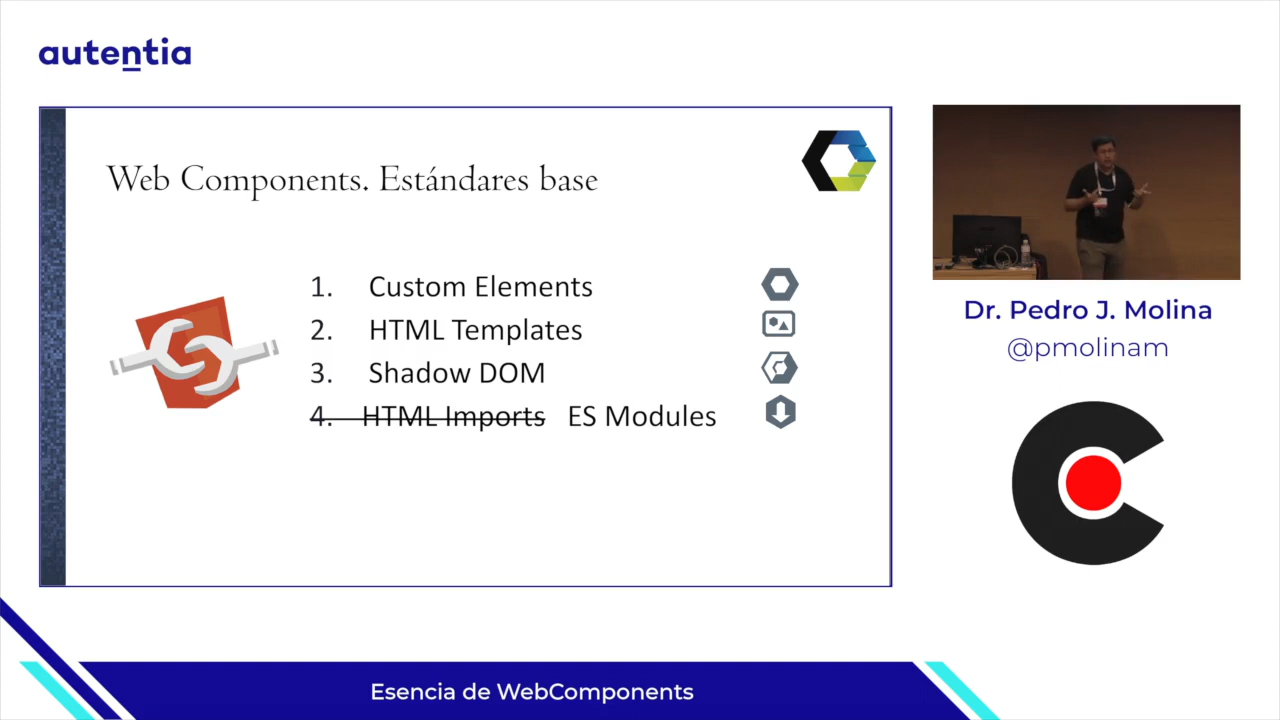 autentia
Web Components. Estándares base
1. Custom Elements
2. HTML Templates
3. Shadow DOM
4. HTML Imports ES Modules
Dr. Pedro J. Molina
@pmolinam
Esencia de WebComponents